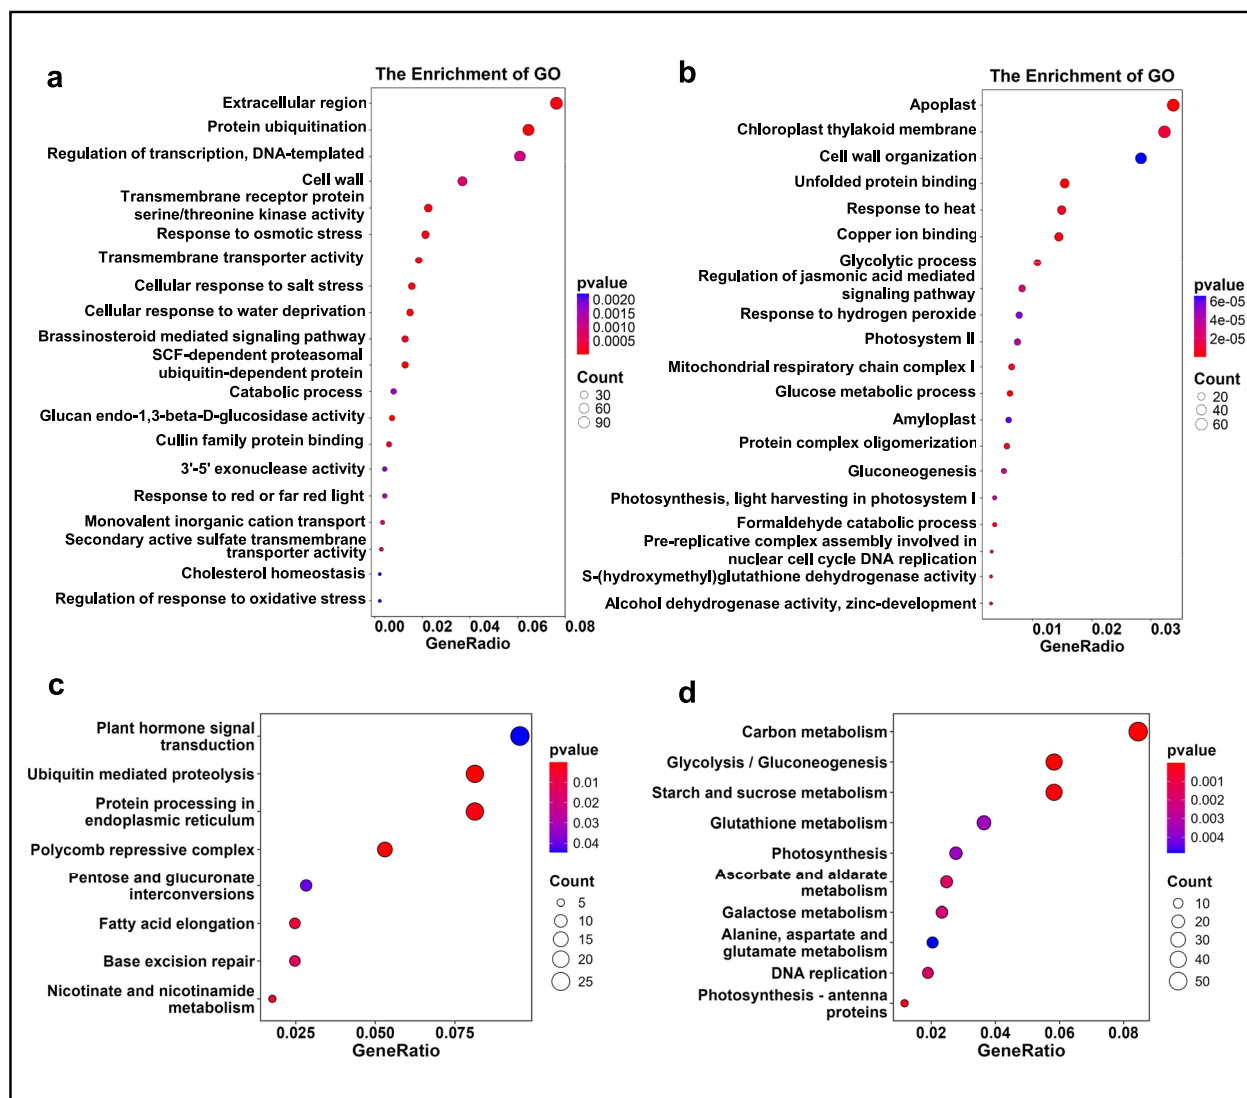 a
The Enrichment of GO
Extracellular region
Protein ubiquitination
Regulation of transcription, DNA-templated
Cell wall
Transmembrane receptor protein
serine/threonine kinase activity
Response to osmotic stress
Transmembrane transporter activity
Cellular response to salt stress
Cellular response to water deprivation
Brassinosteroid mediated signaling pathway
SCF-dependent proteasomal
ubiquitin-dependent protein
Catabolic process
Glucan endo-1,3-beta-D-glucosidase activity
Cullin family protein binding
3'-5' exonuclease activity
Response to red or far red light
Monovalent inorganic cation transport
Secondary active sulfate transmembrane
transporter activity
Cholesterol homeostasis
Regulation of response to oxidative stress
0.00 0.02 0.04 0.06 0.08
GeneRadio
pvalue
0.0020
0.0015
0.0010
0.0005
Count
30
60
90
b
The Enrichment of GO
Apoplast
Chloroplast thylakoid membrane
Cell wall organization
Unfolded protein binding
Response to heat
Copper ion binding
Glycolytic process
Regulation of jasmonic acid mediated
signaling pathway
Response to hydrogen peroxide
Photosystem II
Mitochondrial respiratory chain complex I
Glucose metabolic process
Amyloplast
Protein complex oligomerization
Gluconeogenesis
Photosynthesis, light harvesting in photosystem I
Formaldehyde catabolic process
Pre-replicative complex assembly involved in
nuclear cell cycle DNA replication
S-(hydroxymethyl)glutathione dehydrogenase activity
Alcohol dehydrogenase activity, zinc-development
0.01 0.02 0.03
GeneRadio
pvalue
6e-05
4e-05
2e-05
Count
20
40
60
c
Plant hormone signal
transduction
Ubiquitin mediated proteolysis
Protein processing in
endoplasmic reticulum
Polycomb repressive complex
Pentose and glucuronate
interconversions
Fatty acid elongation
Base excision repair
Nicotinate and nicotinamide
metabolism
0.025 0.050 0.075
GeneRatio
pvalue
0.01
0.02
0.03
0.04
Count
5
10
15
20
25
d
Carbon metabolism
Glycolysis / Gluconeogenesis
Starch and sucrose metabolism
Glutathione metabolism
Photosynthesis
Ascorbate and aldarate
metabolism
Galactose metabolism
Alanine, aspartate and
glutamate metabolism
DNA replication
Photosynthesis - antenna
proteins
0.02 0.04 0.06 0.08
GeneRatio
pvalue
0.001
0.002
0.003
0.004
Count
10
20
30
40
50